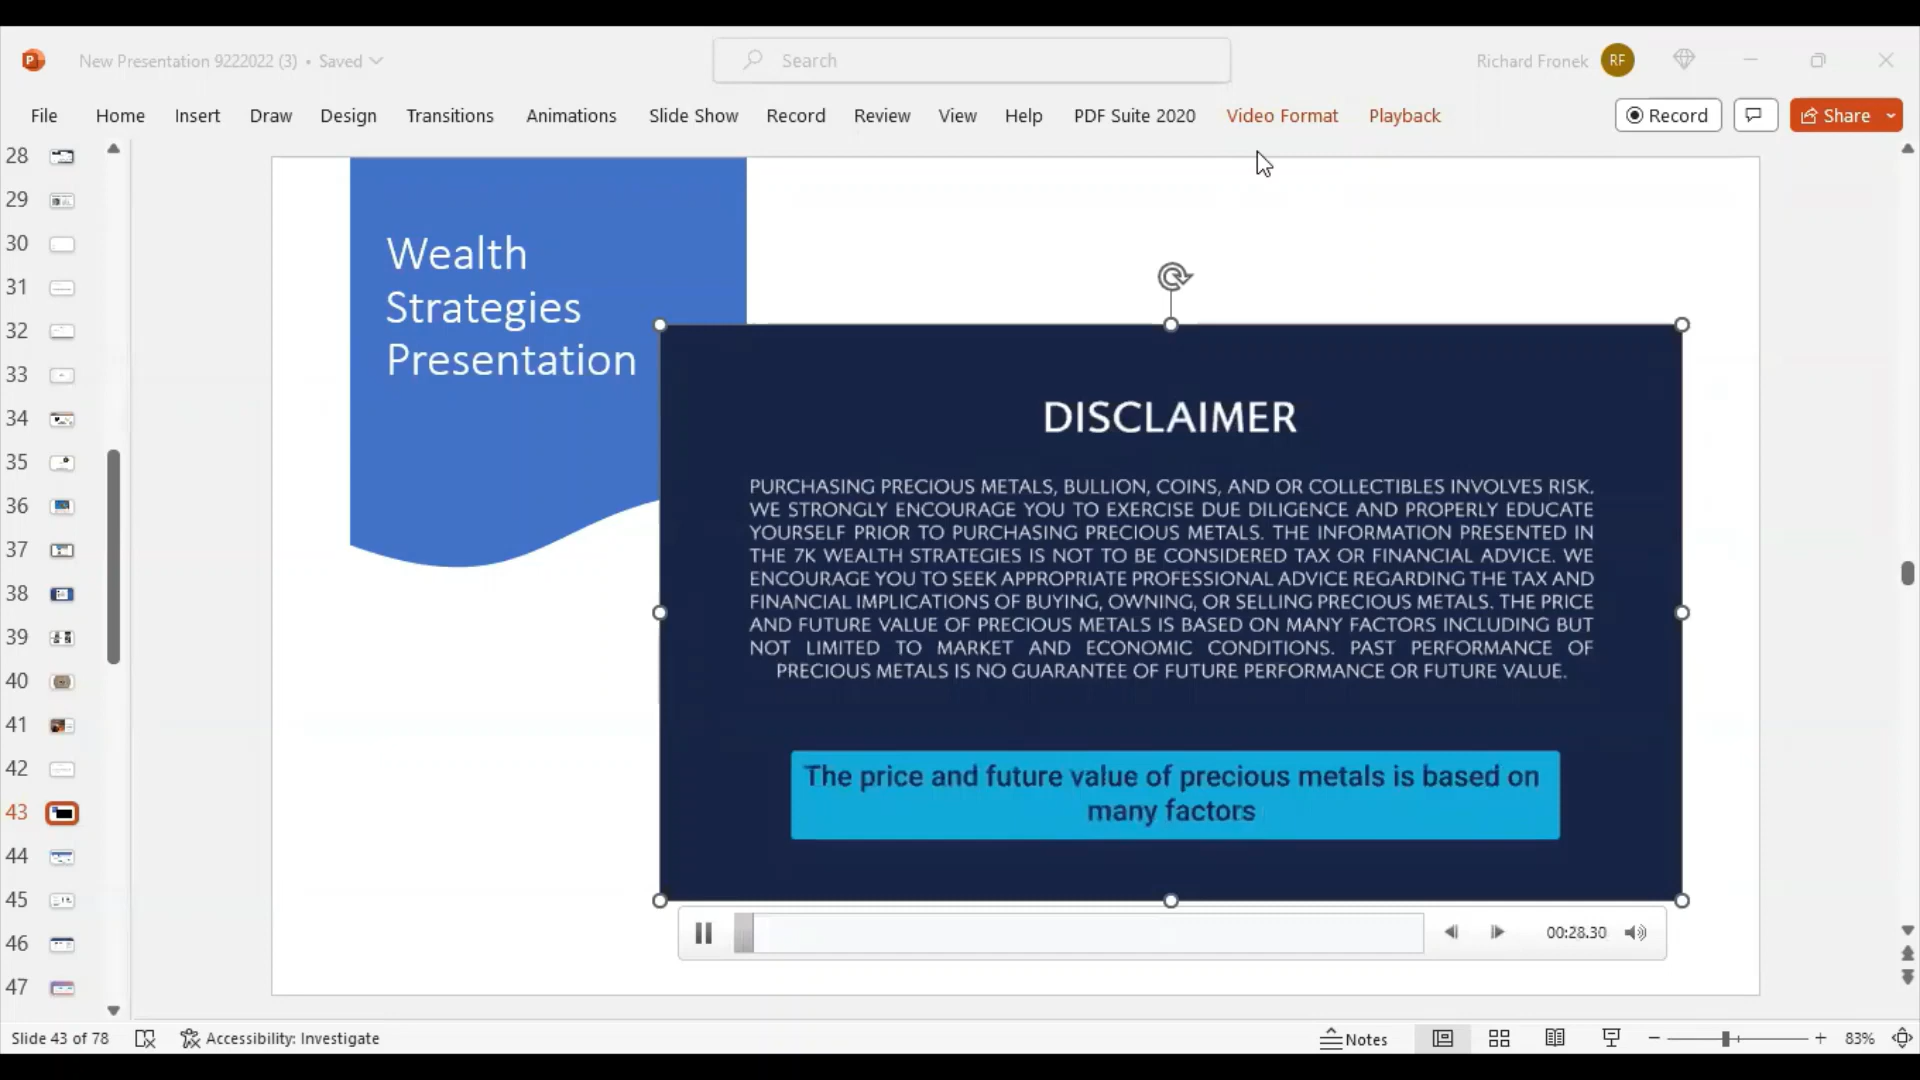 New Presentation 9222022 (3) • Saved
Search
Richard Fronek
RF
File
Home
Insert
Draw
Design
Transitions
Animations
Slide Show
Record
Review
View
Help
PDF Suite 2020
Video Format
Playback
Record
Share
28
29
30
31
32
33
34
35
36
37
38
39
40
41
42
43
44
45
46
47
Wealth
Strategies
Presentation
DISCLAIMER
PURCHASING PRECIOUS METALS, BULLION, COINS, AND OR COLLECTIBLES INVOLVES RISK.
WE STRONGLY ENCOURAGE YOU TO EXERCISE DUE DILIGENCE AND PROPERLY EDUCATE
YOURSELF PRIOR TO PURCHASING PRECIOUS METALS. THE INFORMATION PRESENTED IN
THE 7K WEALTH STRATEGIES IS NOT TO BE CONSIDERED TAX OR FINANCIAL ADVICE. WE
ENCOURAGE YOU TO SEEK APPROPRIATE PROFESSIONAL ADVICE REGARDING THE TAX AND
FINANCIAL IMPLICATIONS OF BUYING, OWNING, OR SELLING PRECIOUS METALS. THE PRICE
AND FUTURE VALUE OF PRECIOUS METALS IS BASED ON MANY FACTORS INCLUDING BUT
NOT LIMITED TO MARKET AND ECONOMIC CONDITIONS. PAST PERFORMANCE OF
PRECIOUS METALS IS NO GUARANTEE OF FUTURE PERFORMANCE OR FUTURE VALUE.
The price and future value of precious metals is based on
many factors
00:28.30
Slide 43 of 78
Accessibility: Investigate
Notes
83%